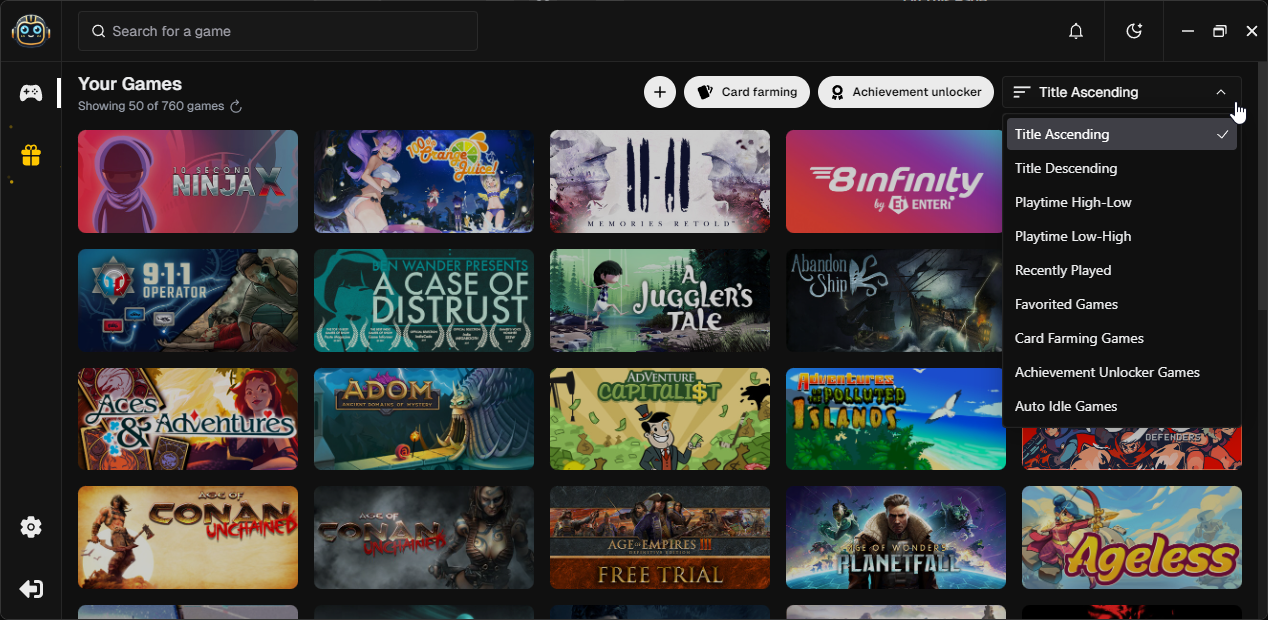 Search for a game
Your Games
Showing 50 of 760 games
Card farming
Achievement unlocker
Title Ascending
Title Ascending
Title Descending
Playtime High-Low
Playtime Low-High
Recently Played
Favorited Games
Card Farming Games
Achievement Unlocker Games
Auto Idle Games
10 SECOND
NINJA X
100%
Orange
Juice!
11-11
MEMORIES RETOLD
8infinity
by ENTERi
9-1-1
OPERATOR
BEN WANDER PRESENTS
A CASE OF
DISTRUST
A
JUGGLER'S
TALE
Abandon
Ship
Aces
& Adventures
ADOM
ANCIENT DOMAINS OF MYSTERY
ADVENTURE
CAPITALI$T
Adventures
POLLUTED
ISLANDS
DEFENDERS
AGE OF
CONAN
UNCHAINED
AGE OF
CONAN
UNCHAINED
AGE OF EMPIRES III
DEFINITIVE EDITION
FREE TRIAL
AGE OF WONDERS
PLANETFALL
Ageless